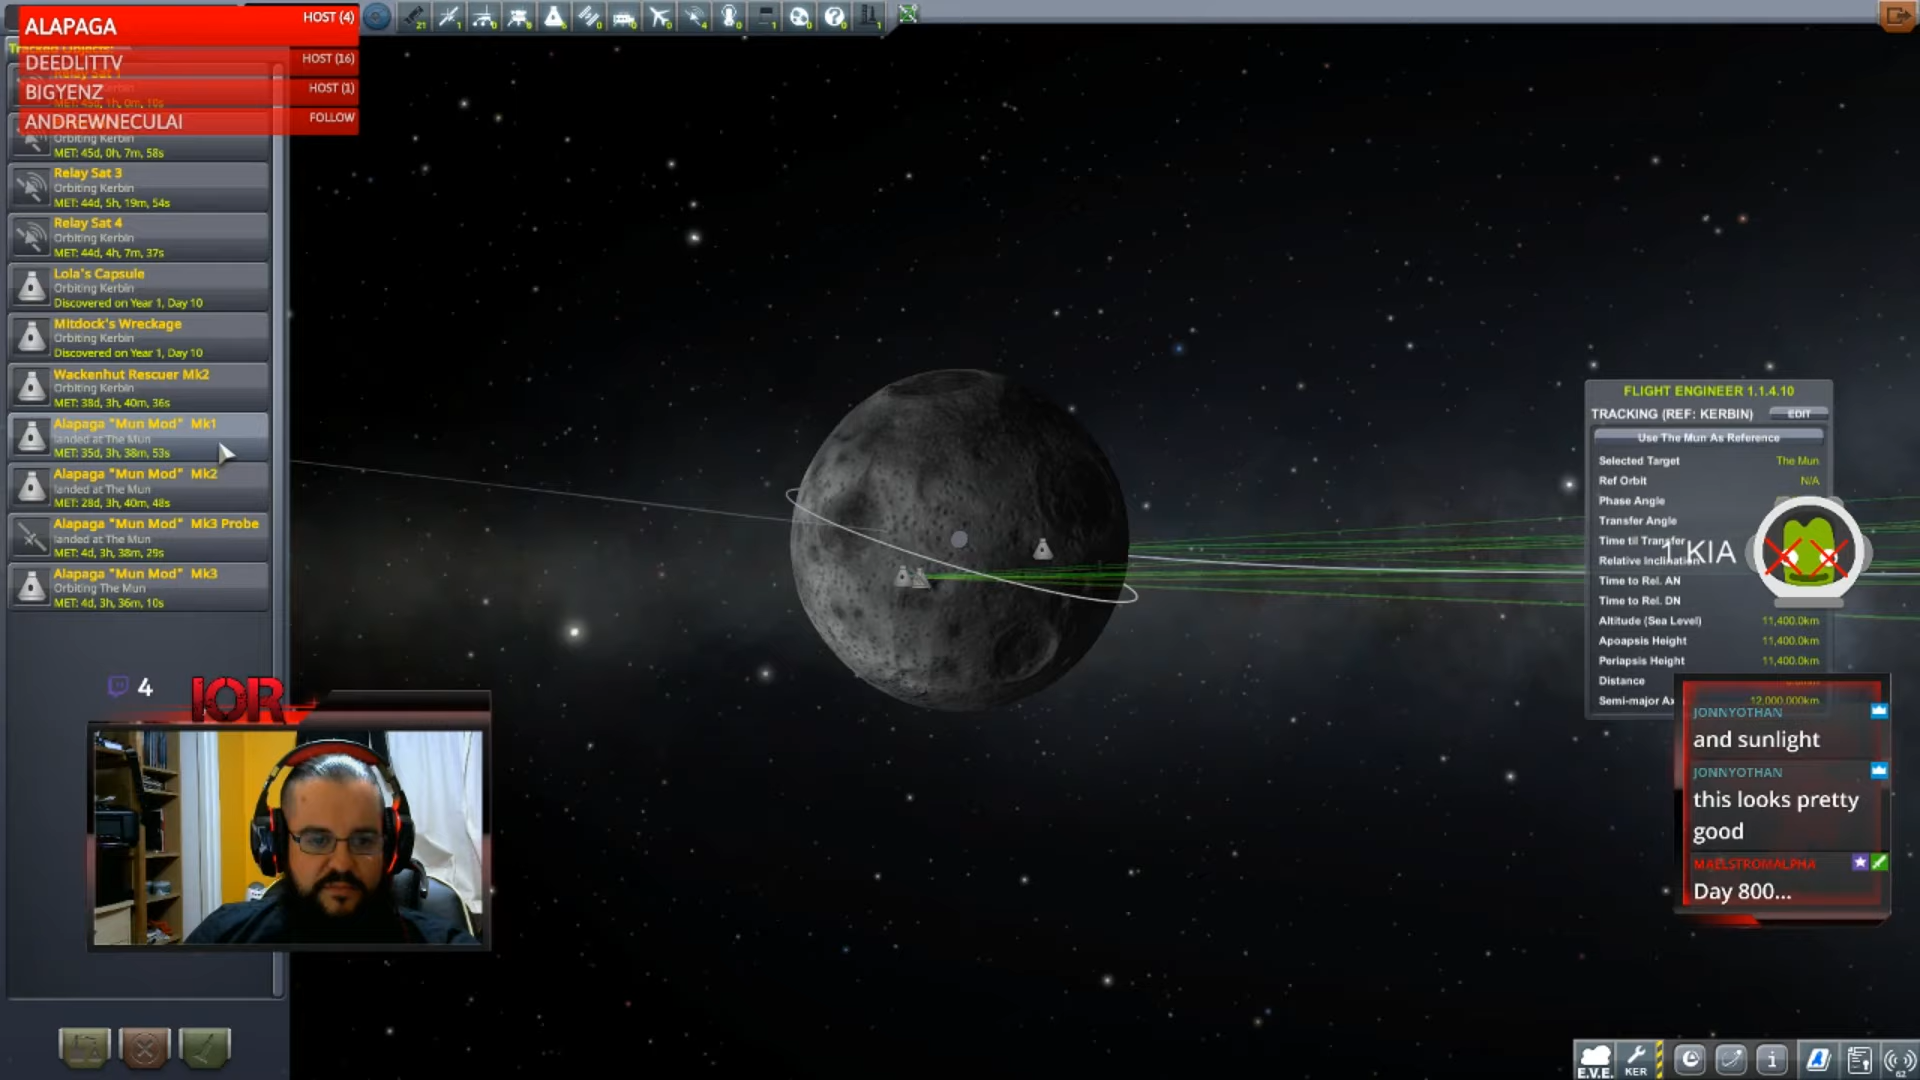 ALAPAGA HOST (4)
DEEDLITTV HOST (16)
BIGYENZ HOST (1)
ANDREWNECULAI FOLLOW
Orbiting Kerbin
MET: 45d, 0h, 7m, 58s
Relay Sat 3
Orbiting Kerbin
MET: 44d, 5h, 19m, 54s
Relay Sat 4
Orbiting Kerbin
MET: 44d, 4h, 7m, 37s
Lola's Capsule
Orbiting Kerbin
Discovered on Year 1, Day 10
Mitdock's Wreckage
Orbiting Kerbin
Discovered on Year 1, Day 10
Wackenhut Rescuer Mk2
Orbiting Kerbin
MET: 38d, 3h, 40m, 36s
Alapaga "Mun Mod" Mk1
landed at The Mun
MET: 35d, 3h, 38m, 53s
Alapaga "Mun Mod" Mk2
landed at The Mun
MET: 28d, 3h, 40m, 48s
Alapaga "Mun Mod" Mk3 Probe
landed at The Mun
MET: 4d, 3h, 38m, 29s
Alapaga "Mun Mod" Mk3
Orbiting The Mun
MET: 4d, 3h, 36m, 10s
4
IOR
FLIGHT ENGINEER 1.1.4.10
TRACKING (REF: KERBIN) EDIT
Use The Mun As Reference
Selected Target The Mun
Ref Orbit N/A
Phase Angle
Transfer Angle
Time til Transfer
1 KIA
Relative Inclination
Time to Rel. AN
Time to Rel. DN
Altitude (Sea Level) 11,400.0km
Apoapsis Height 11,400.0km
Periapsis Height 11,400.0km
Distance
Semi-major Ax 12,000.000km
JONNYOTHAN
and sunlight
JONNYOTHAN
this looks pretty
good
MAELSTROMALPHA
Day 800...
E.V.E.
KER
62